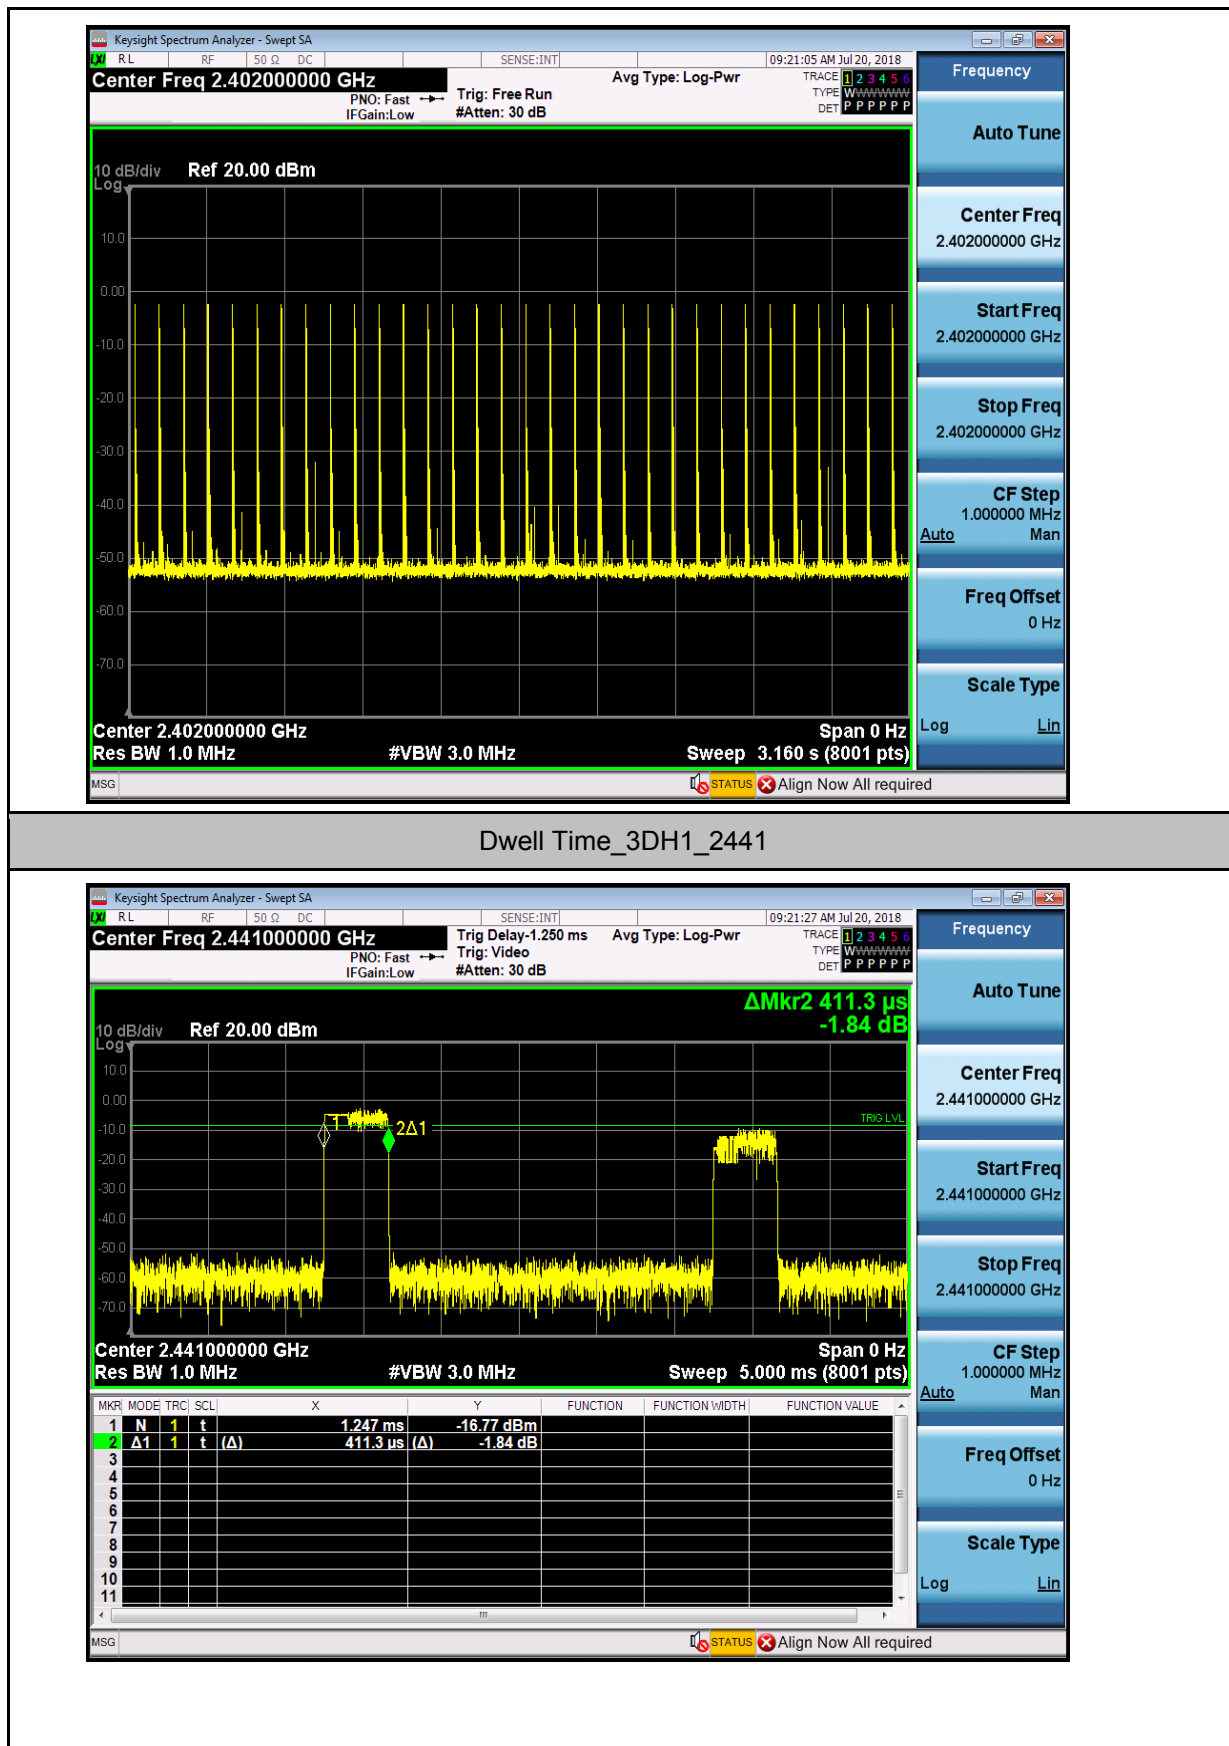 Keysight Spectrum Analyzer - Swept SA
LXI RL RF 50 Ω DC SENSE:INT 09:21:05 AM Jul 20, 2018
Center Freq 2.402000000 GHz Avg Type: Log-Pwr TRACE 1 2 3 4 5 6
PNO: Fast Trig: Free Run TYPE WWWWWW
IFGain:Low #Atten: 30 dB DET P P P P P P
10 dB/div Ref 20.00 dBm
Log
10.0
0.00
-10.0
-20.0
-30.0
-40.0
-50.0
-60.0
-70.0
Center 2.402000000 GHz Span 0 Hz
Res BW 1.0 MHz #VBW 3.0 MHz Sweep 3.160 s (8001 pts)
MSG STATUS Align Now All required
Frequency
Auto Tune
Center Freq
2.402000000 GHz
Start Freq
2.402000000 GHz
Stop Freq
2.402000000 GHz
CF Step
1.000000 MHz
Auto Man
Freq Offset
0 Hz
Scale Type
Log Lin
Dwell Time_3DH1_2441
Keysight Spectrum Analyzer - Swept SA
LXI RL RF 50 Ω DC SENSE:INT 09:21:27 AM Jul 20, 2018
Center Freq 2.441000000 GHz Trig Delay-1.250 ms Avg Type: Log-Pwr TRACE 1 2 3 4 5 6
PNO: Fast Trig: Video TYPE WWWWWW
IFGain:Low #Atten: 30 dB DET P P P P P P
ΔMkr2 411.3 µs
-1.84 dB
10 dB/div Ref 20.00 dBm
Log
10.0
0.00
-10.0
-20.0
-30.0
-40.0
-50.0
-60.0
-70.0
1 2Δ1 TRIG LVL
Center 2.441000000 GHz Span 0 Hz
Res BW 1.0 MHz #VBW 3.0 MHz Sweep 5.000 ms (8001 pts)
MKR MODE TRC SCL X Y FUNCTION FUNCTION WIDTH FUNCTION VALUE
1 N 1 t 1.247 ms -16.77 dBm
2 Δ1 1 t (Δ) 411.3 µs (Δ) -1.84 dB
3
4
5
6
7
8
9
10
11
MSG STATUS Align Now All required
Frequency
Auto Tune
Center Freq
2.441000000 GHz
Start Freq
2.441000000 GHz
Stop Freq
2.441000000 GHz
CF Step
1.000000 MHz
Auto Man
Freq Offset
0 Hz
Scale Type
Log Lin